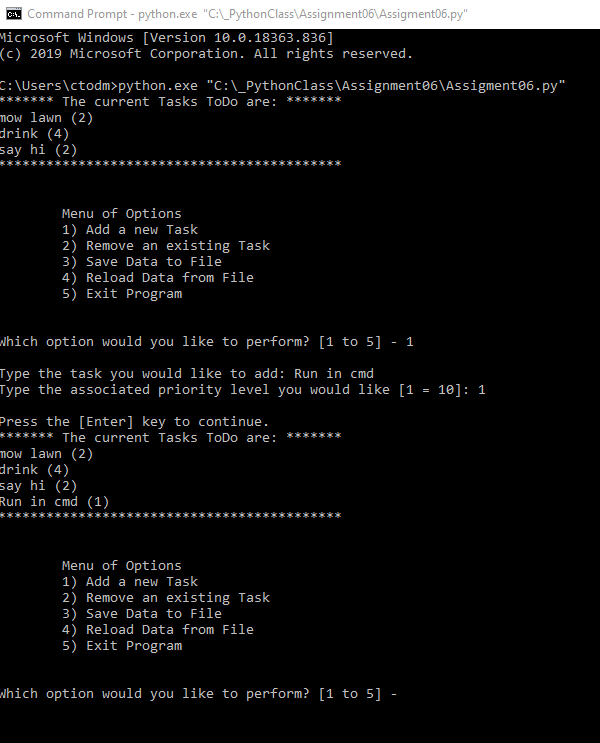 Command Prompt - python.exe "C:\_PythonClass\Assignment06\Assigment06.py"
Microsoft Windows [Version 10.0.18363.836]
(c) 2019 Microsoft Corporation. All rights reserved.
C:\Users\ctodm>python.exe "C:\_PythonClass\Assignment06\Assigment06.py"
******* The current Tasks ToDo are: *******
mow lawn (2)
drink (4)
say hi (2)
*******************************************
Menu of Options
1) Add a new Task
2) Remove an existing Task
3) Save Data to File
4) Reload Data from File
5) Exit Program
Which option would you like to perform? [1 to 5] - 1
Type the task you would like to add: Run in cmd
Type the associated priority level you would like [1 = 10]: 1
Press the [Enter] key to continue.
******* The current Tasks ToDo are: *******
mow lawn (2)
drink (4)
say hi (2)
Run in cmd (1)
*******************************************
Menu of Options
1) Add a new Task
2) Remove an existing Task
3) Save Data to File
4) Reload Data from File
5) Exit Program
Which option would you like to perform? [1 to 5] -